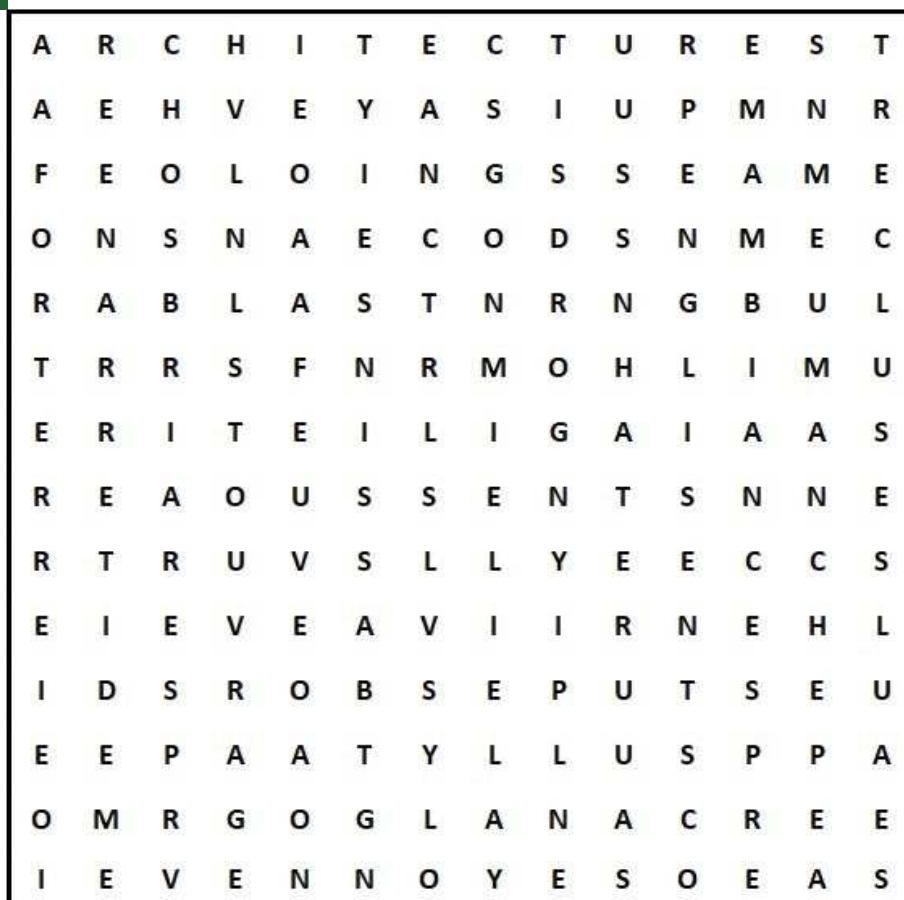 A R C H I T E C T U R E S T
A E H V E Y A S I U P M N R
F E O L O I N G S S E A M E
O N S N A E C O D S N M E C
R A B L A S T N R N G B U L
T R R S F N R M O H L I M U
E R I T E I L I G A I A A S
R E A O U S S E N T S N N E
R T R U V S L L Y E E C C S
E I E V E A V I I R N E H L
I D S R O B S E P U T S E U
E E P A A T Y L L U S P P A
O M R G O G L A N A C R E E
I E V E N N O Y E S O E A S